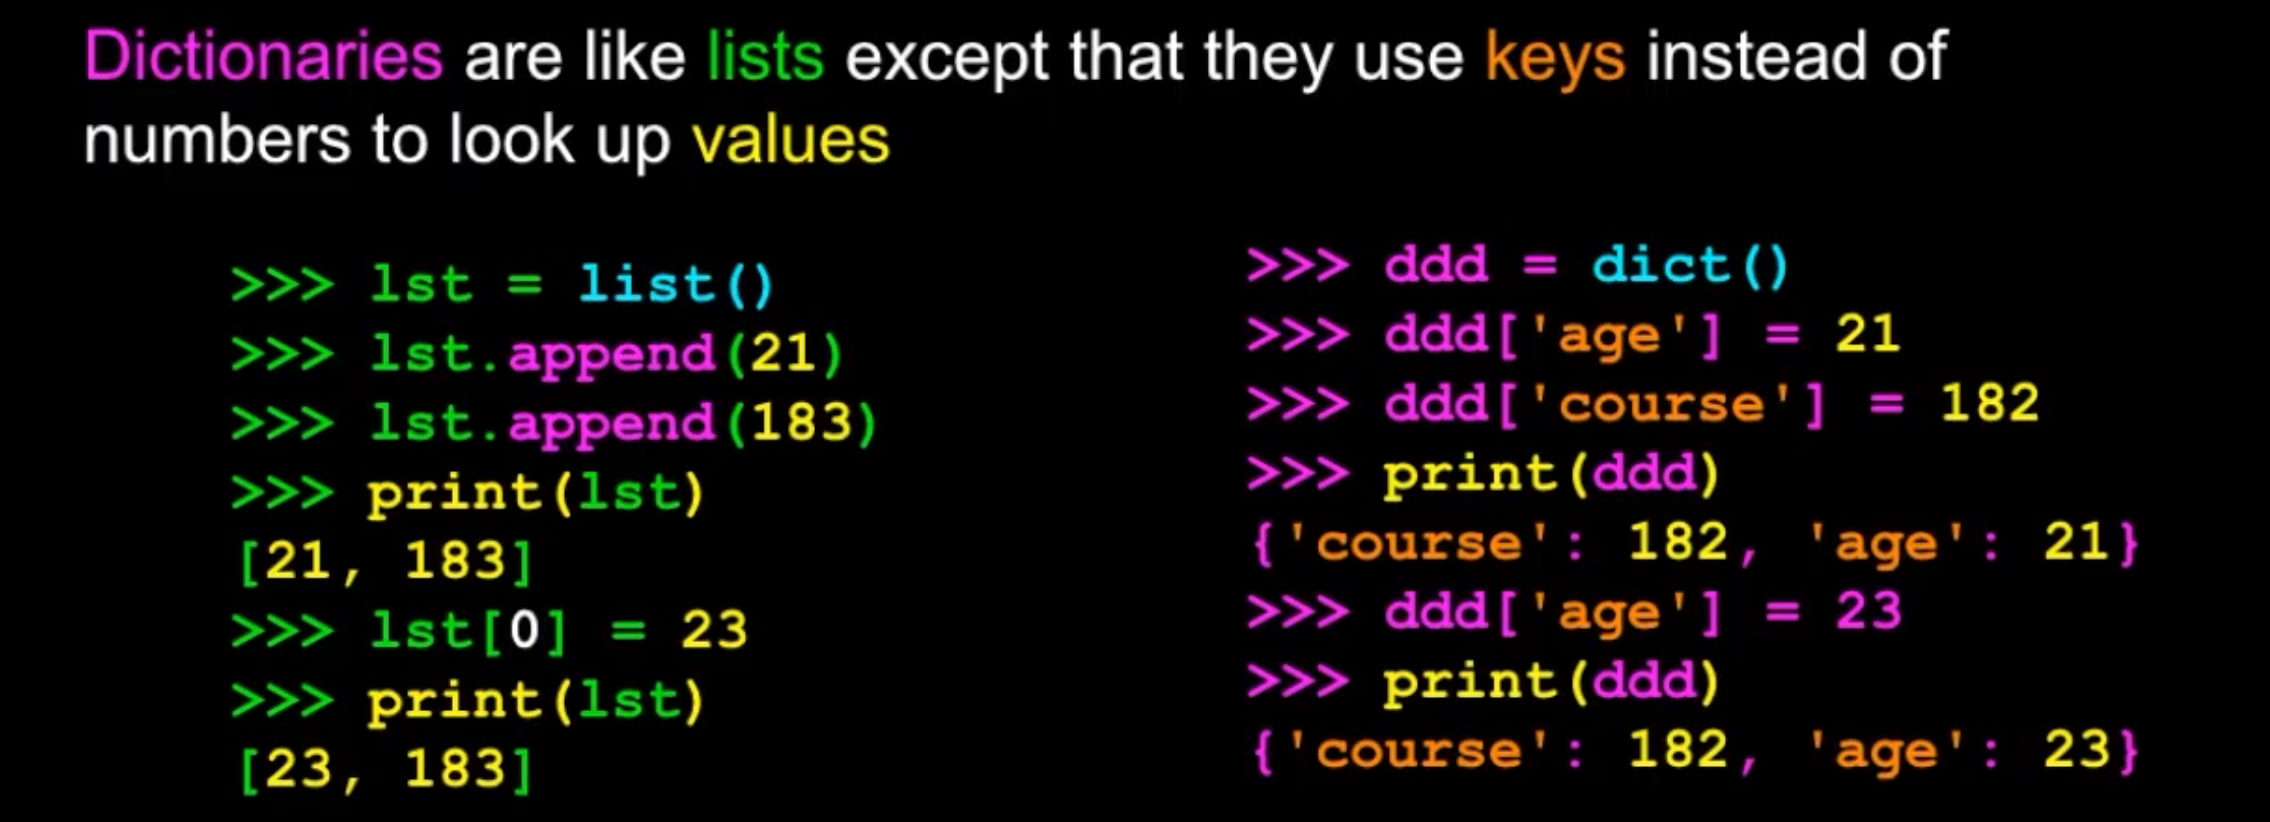 Dictionaries are like lists except that they use keys instead of
numbers to look up values
>>> lst = list()
>>> lst.append(21)
>>> lst.append(183)
>>> print(lst)
[21, 183]
>>> lst[0] = 23
>>> print(lst)
[23, 183]
>>> ddd = dict()
>>> ddd['age'] = 21
>>> ddd['course'] = 182
>>> print(ddd)
{'course': 182, 'age': 21}
>>> ddd['age'] = 23
>>> print(ddd)
{'course': 182, 'age': 23}